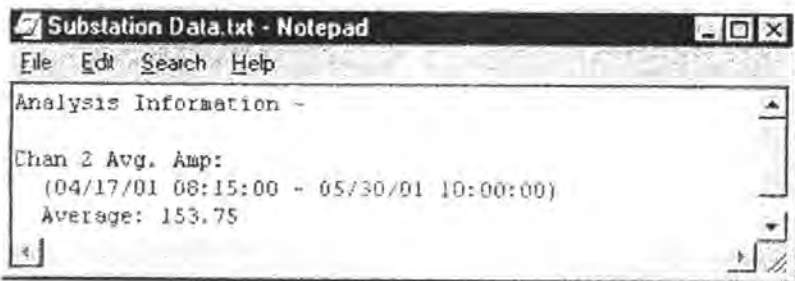 Substation Data.txt - Notepad
File Edit Search Help
Analysis Information -
Chan 2 Avg. Amp:
(04/17/01 08:15:00 - 05/30/01 10:00:00)
Average: 153.75